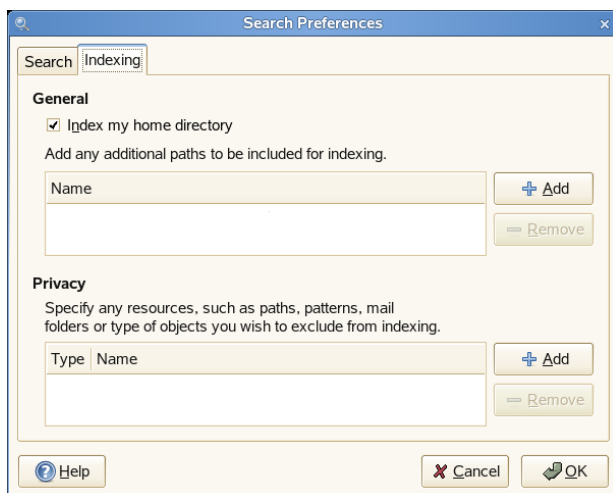 Search Preferences
Search Indexing
General
Index my home directory
Add any additional paths to be included for indexing.
Name
Add
Remove
Privacy
Specify any resources, such as paths, patterns, mail
folders or type of objects you wish to exclude from indexing.
Type Name
Add
Remove
Help Cancel OK